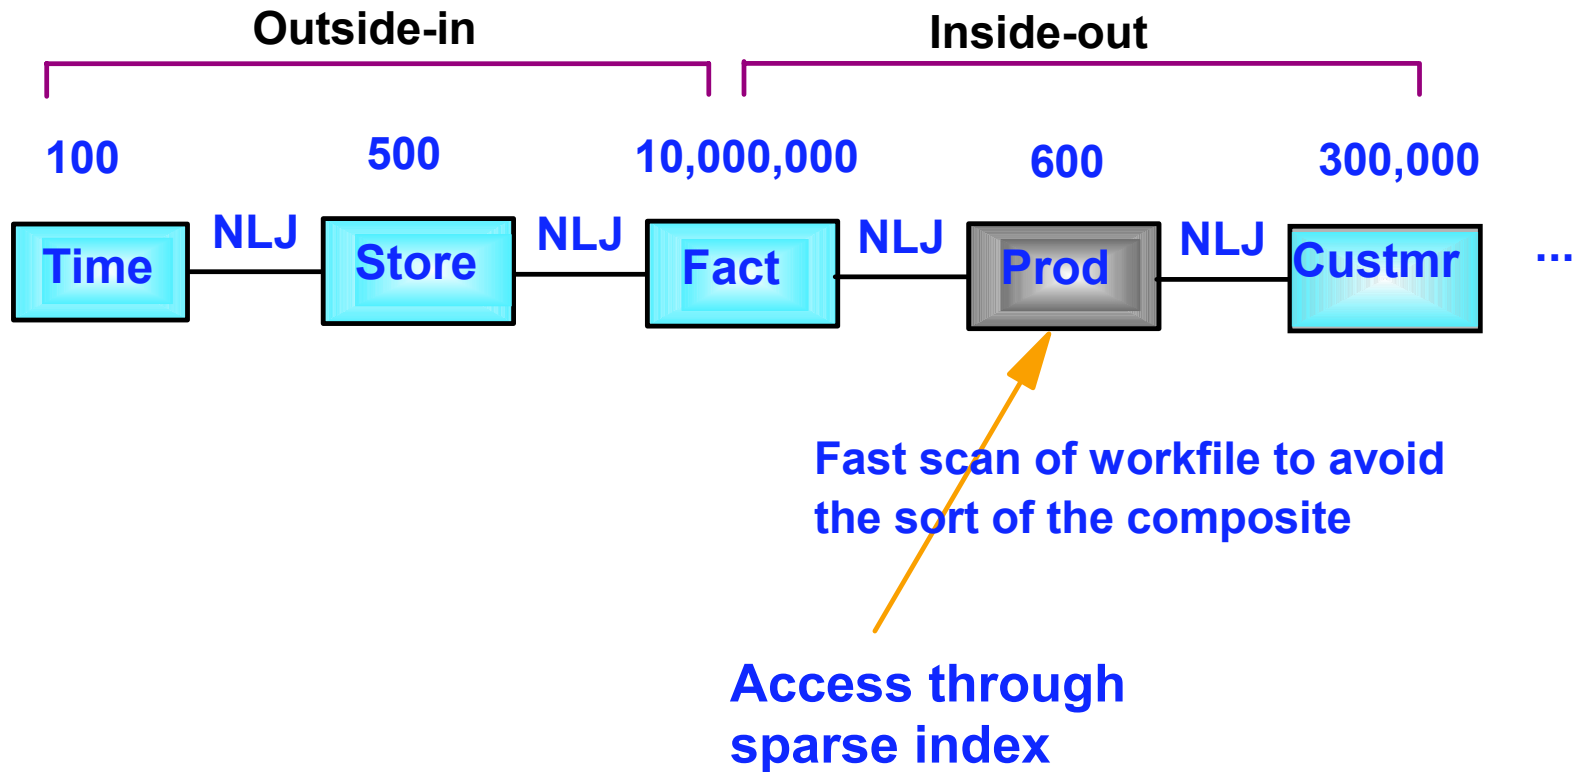 Outside-in
Inside-out
100
500
10,000,000
600
300,000
Time
NLJ
Store
NLJ
Fact
NLJ
Prod
NLJ
Custmr
...
Fast scan of workfile to avoid
the sort of the composite
Access through
sparse index